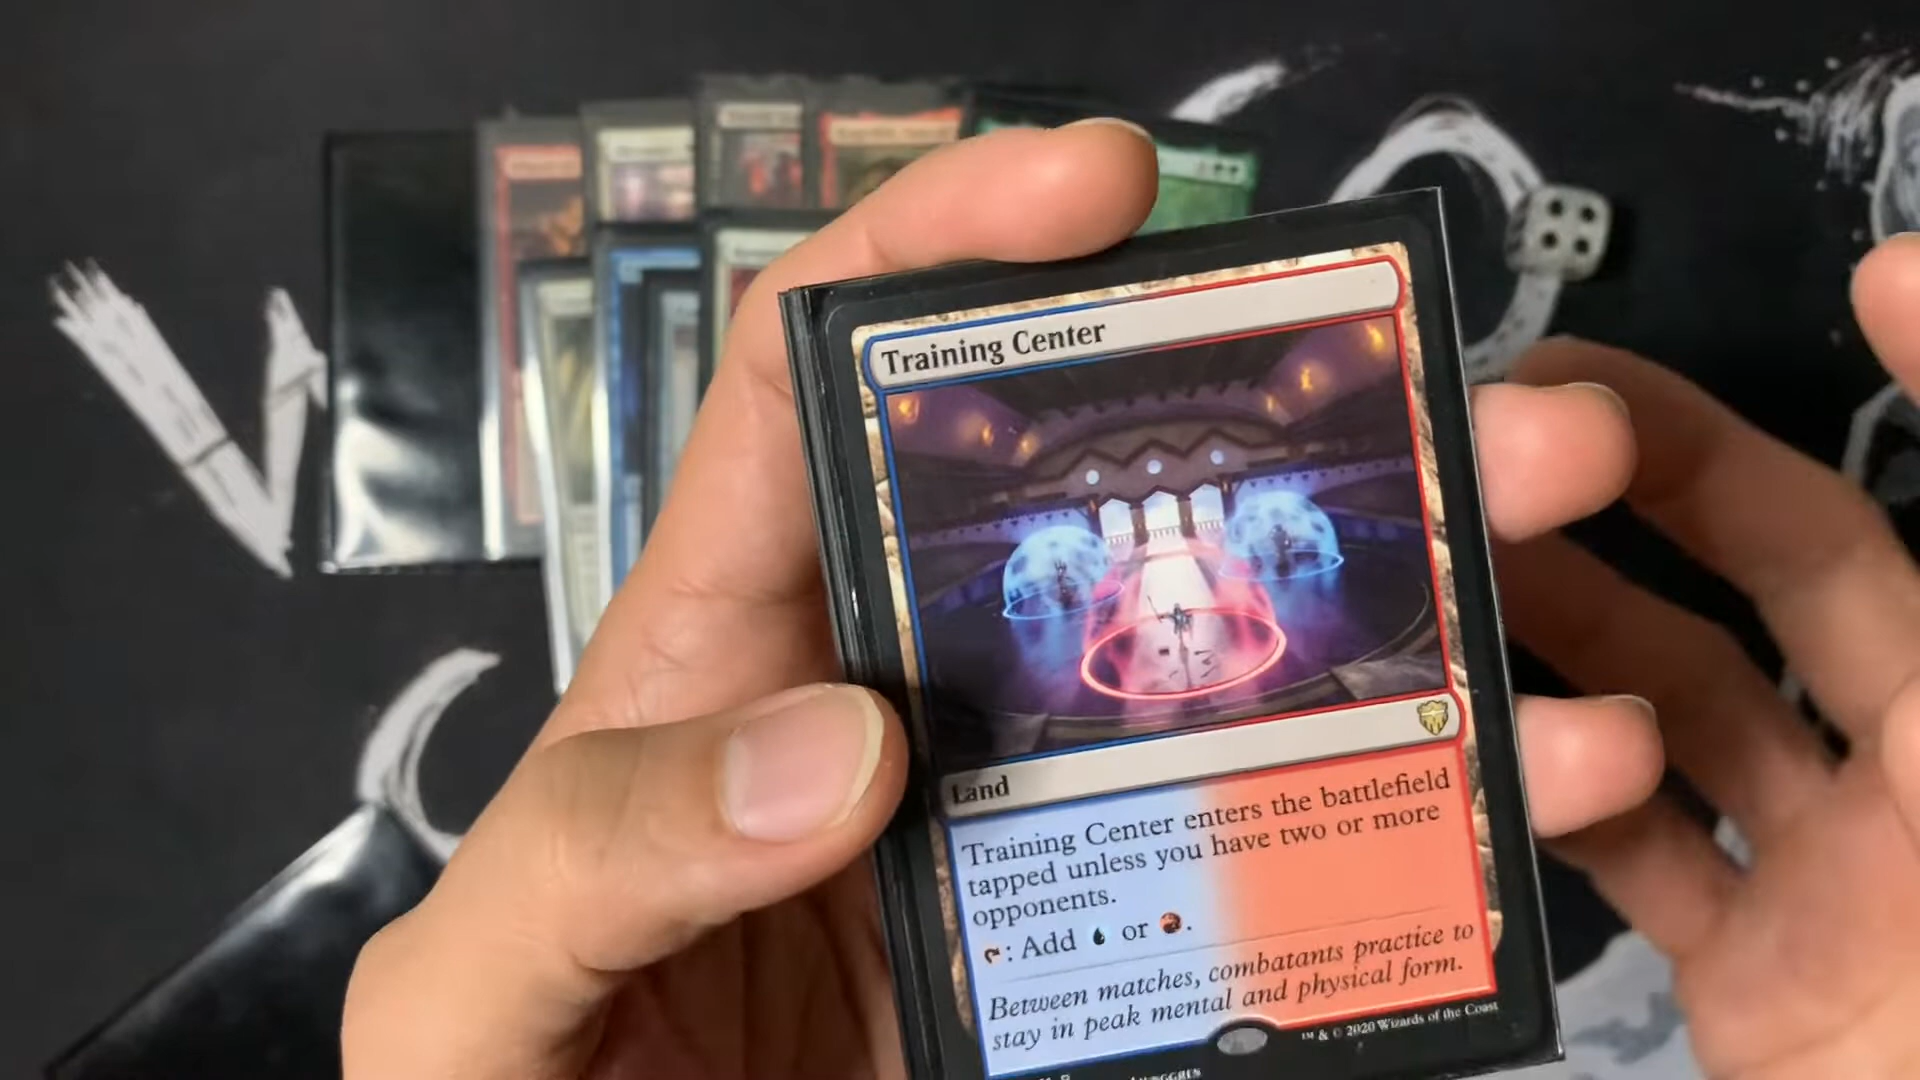 Training Center
Land
Training Center enters the battlefield
tapped unless you have two or more
opponents.
: Add or .
Between matches, combatants practice to
stay in peak mental and physical form.
™ & © 2020 Wizards of the Coast